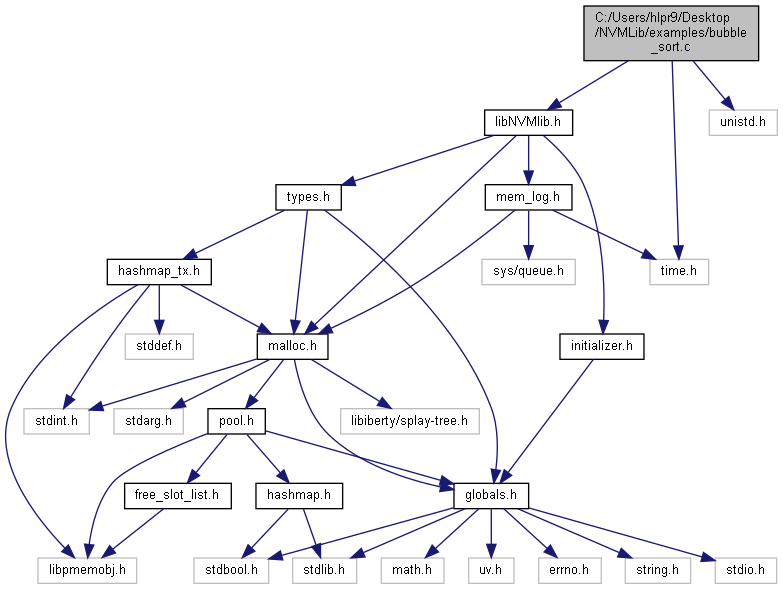 C:/Users/hlpr9/Desktop
/NVMLib/examples/bubble
_sort.c
libNVMlib.h
unistd.h
types.h
mem_log.h
hashmap_tx.h
sys/queue.h
time.h
stddef.h
malloc.h
initializer.h
stdint.h
stdarg.h
pool.h
libiberty/splay-tree.h
free_slot_list.h
hashmap.h
globals.h
libpmemobj.h
stdbool.h
stdlib.h
math.h
uv.h
errno.h
string.h
stdio.h